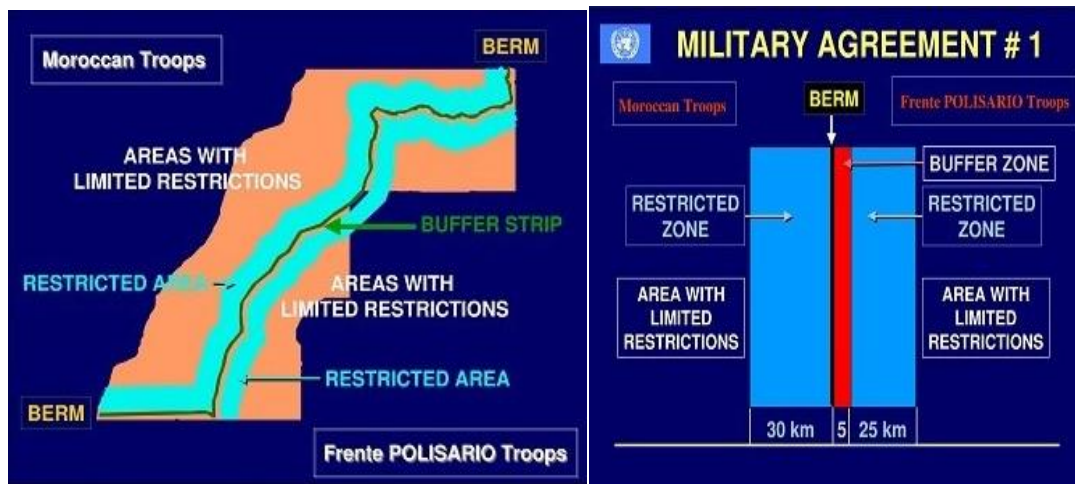 Moroccan Troops
BERM
AREAS WITH
LIMITED RESTRICTIONS
BUFFER STRIP
RESTRICTED AREA
AREAS WITH
LIMITED RESTRICTIONS
RESTRICTED AREA
BERM
Frente POLISARIO Troops
MILITARY AGREEMENT # 1
Moroccan Troops
BERM
Frente POLISARIO Troops
BUFFER ZONE
RESTRICTED
ZONE
RESTRICTED
ZONE
AREA WITH
LIMITED
RESTRICTIONS
AREA WITH
LIMITED
RESTRICTIONS
30 km
5
25 km